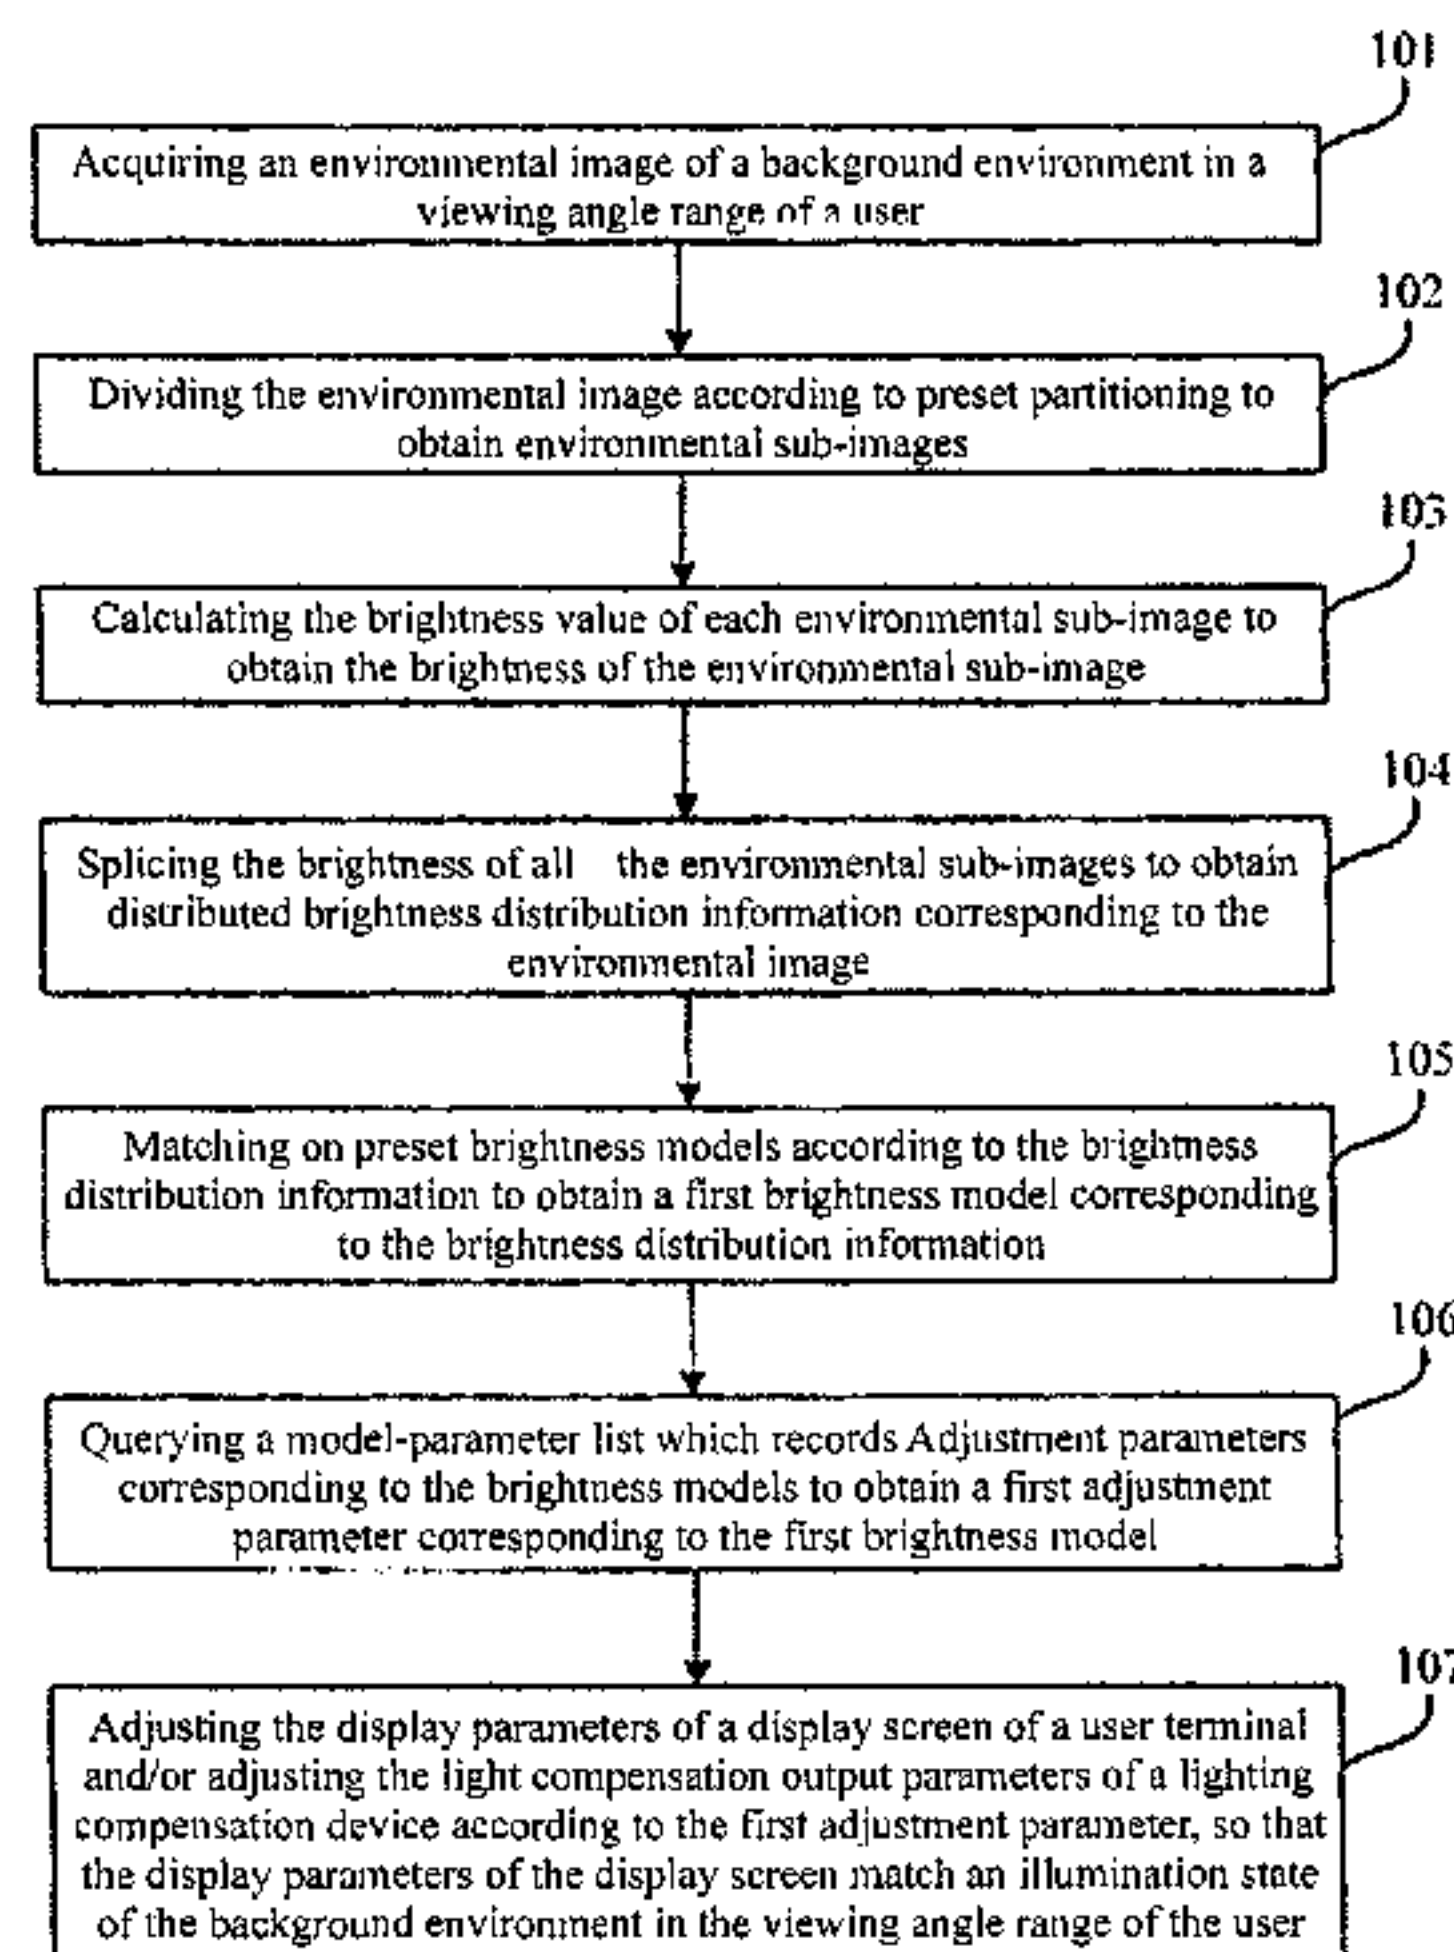 101
Acquiring an environmental image of a background environment in a
viewing angle range of a user
102
Dividing the environmental image according to preset partitioning to
obtain environmental sub-images
103
Calculating the brightness value of each environmental sub-image to
obtain the brightness of the environmental sub-image
104
Splicing the brightness of all the environmental sub-images to obtain
distributed brightness distribution information corresponding to the
environmental image
105
Matching on preset brightness models according to the brightness
distribution information to obtain a first brightness model corresponding
to the brightness distribution information
106
Querying a model-parameter list which records Adjustment parameters
corresponding to the brightness models to obtain a first adjustment
parameter corresponding to the first brightness model
107
Adjusting the display parameters of a display screen of a user terminal
and/or adjusting the light compensation output parameters of a lighting
compensation device according to the first adjustment parameter, so that
the display parameters of the display screen match an illumination state
of the background environment in the viewing angle range of the user